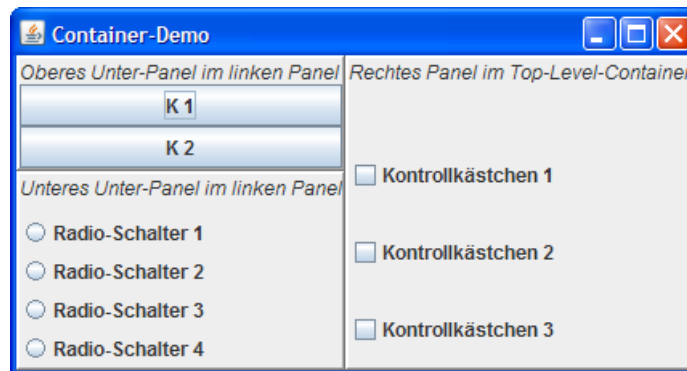 Container-Demo
Oberes Unter-Panel im linken Panel
K 1
K 2
Unteres Unter-Panel im linken Panel
Radio-Schalter 1
Radio-Schalter 2
Radio-Schalter 3
Radio-Schalter 4
Rechtes Panel im Top-Level-Container
Kontrollkästchen 1
Kontrollkästchen 2
Kontrollkästchen 3